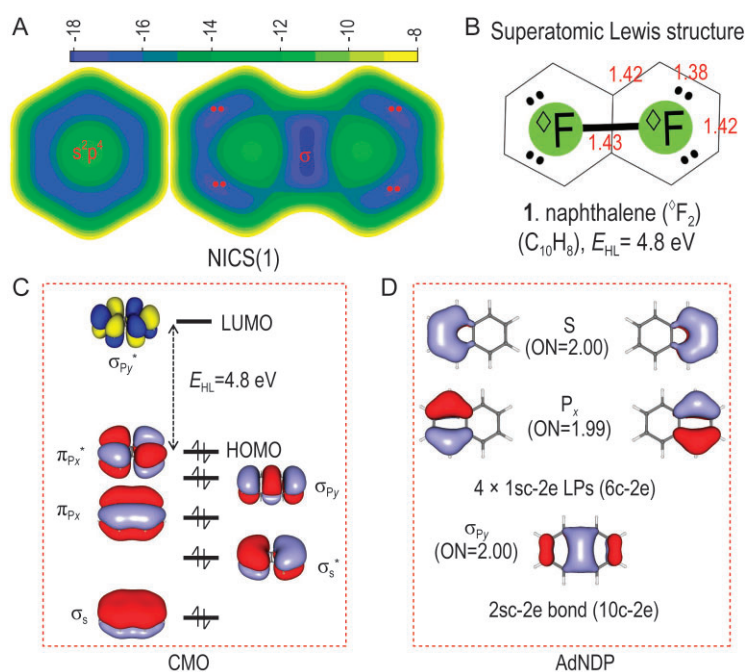 A
-18 -16 -14 -12 -10 -8
s²p⁴
σ
NICS(1)
B
Superatomic Lewis structure
1.42
1.38
◊F
◊F
1.42
1.43
1. naphthalene (◊F₂)
(C₁₀H₈), E_HL= 4.8 eV
C
LUMO
σ_Py*
E_HL=4.8 eV
π_Px*
HOMO
σ_Py
π_Px
σ_s*
σ_s
CMO
D
S
(ON=2.00)
P_x
(ON=1.99)
4 × 1sc-2e LPs (6c-2e)
σ_Py
(ON=2.00)
2sc-2e bond (10c-2e)
AdNDP